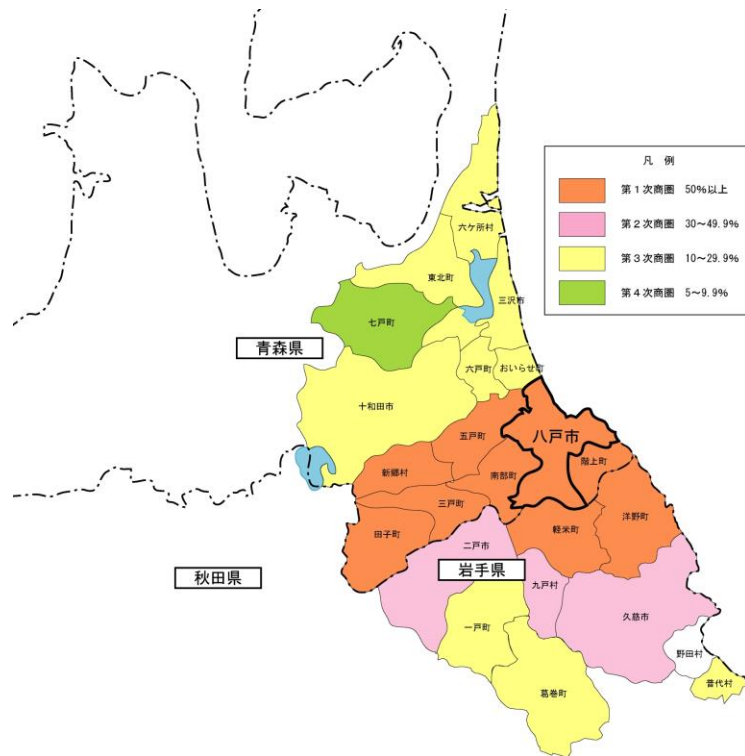 凡　例
第１次商圏　50％以上
第２次商圏　30～49.9％
第３次商圏　10～29.9％
第４次商圏　5～9.9％
六ケ所村
東北町
三沢市
七戸町
青森県
六戸町
おいらせ町
十和田市
八戸市
五戸町
階上町
新郷村
南部町
三戸町
田子町
軽米町
洋野町
二戸市
秋田県
岩手県
九戸村
久慈市
一戸町
野田村
普代村
葛巻町